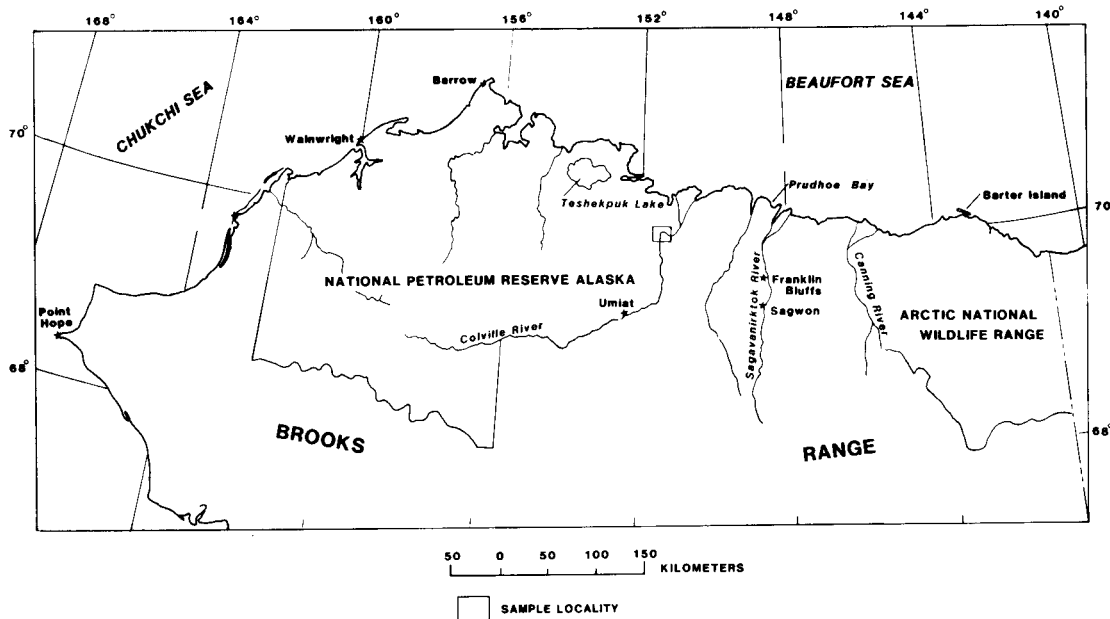 168° 160° 156° 152° 148° 144° 140°
164°
Barrow
BEAUFORT SEA
CHUKCHI SEA
70°
Wainwright
Prudhoe Bay
Barter Island
Teshekpuk Lake
70°
NATIONAL PETROLEUM RESERVE ALASKA
Franklin
Bluffs
Umiat
Sagwon
Point
Hope
Colville River
Sagavanirktok River
Canning River
ARCTIC NATIONAL
WILDLIFE RANGE
68°
68°
BROOKS
RANGE
50 0 50 100 150
KILOMETERS
SAMPLE LOCALITY